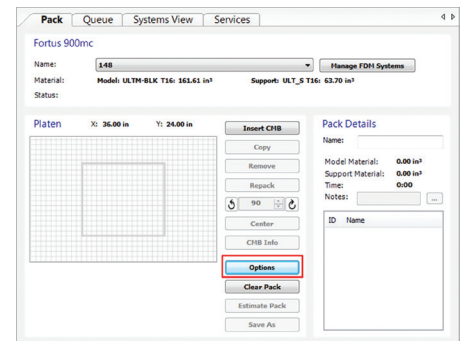 Pack Queue Systems View Services
Fortus 900mc
Name: 148 Manage FDM Systems
Material: Model: ULTM-BLK T16: 161.61 in³ Support: ULT_S T16: 63.70 in³
Status:
Platen X: 36.00 in Y: 24.00 in
Insert CMB
Copy
Remove
Repack
90
Center
CMB Info
Options
Clear Pack
Estimate Pack
Save As
Pack Details
Name:
Model Material: 0.00 in³
Support Material: 0.00 in³
Time: 0:00
Notes: ...
ID Name